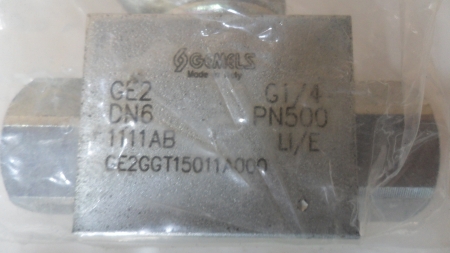 GeMELS
Made in Italy
GE2 G1/4
DN6 PN500
1111AB LI/E
GE2GGT15011A000